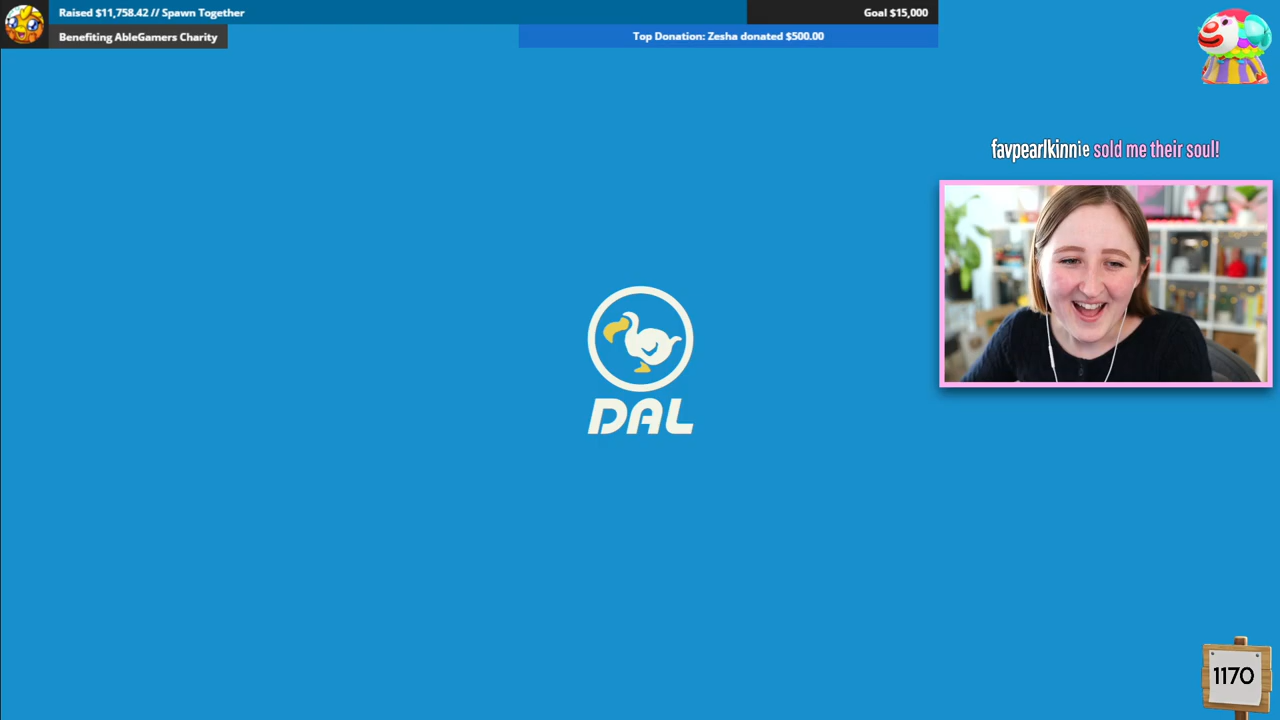 Raised $11,758.42 // Spawn Together
Goal $15,000
Benefiting AbleGamers Charity
Top Donation: Zesha donated $500.00
favpearlkinnie sold me their soul!
DAL
1170